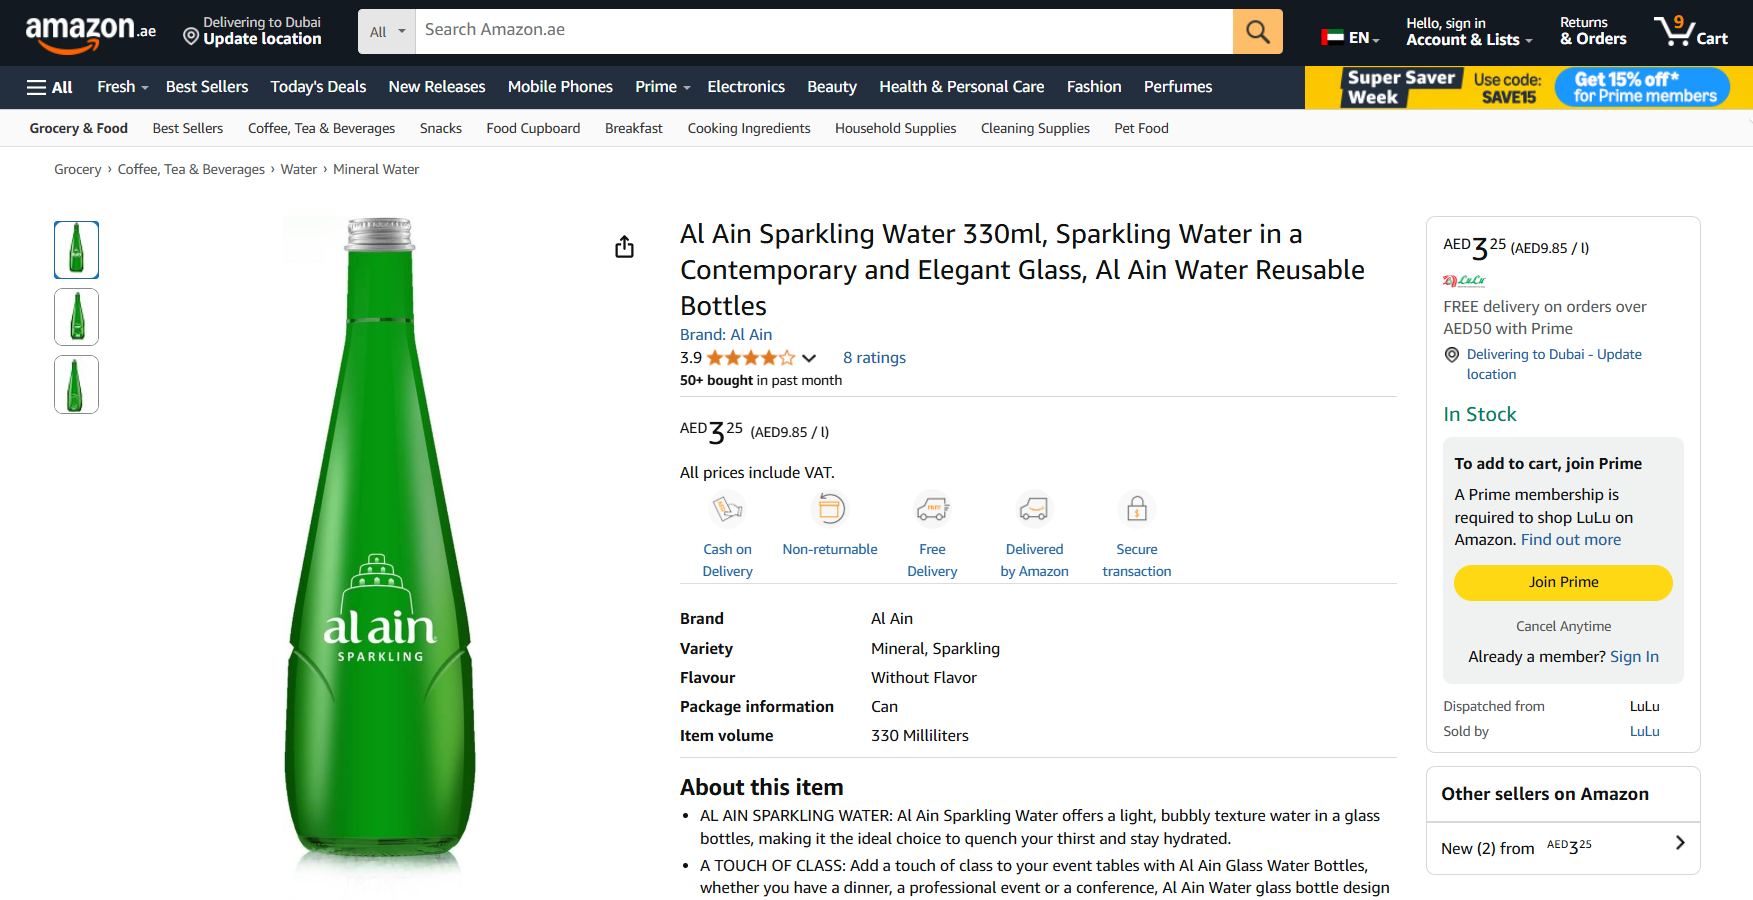 amazon.ae
Delivering to Dubai
Update location
All
Search Amazon.ae
EN
Hello, sign in
Account & Lists
Returns
& Orders
9
Cart
All
Fresh
Best Sellers
Today's Deals
New Releases
Mobile Phones
Prime
Electronics
Beauty
Health & Personal Care
Fashion
Perfumes
Super Saver
Week
Use code:
SAVE15
Get 15% off*
for Prime members
Grocery & Food
Best Sellers
Coffee, Tea & Beverages
Snacks
Food Cupboard
Breakfast
Cooking Ingredients
Household Supplies
Cleaning Supplies
Pet Food
Grocery › Coffee, Tea & Beverages › Water › Mineral Water
al ain
SPARKLING
Al Ain Sparkling Water 330ml, Sparkling Water in a
Contemporary and Elegant Glass, Al Ain Water Reusable
Bottles
Brand: Al Ain
3.9
8 ratings
50+ bought in past month
AED 3 25 (AED9.85 / l)
All prices include VAT.
Cash on
Delivery
Non-returnable
FREE
Free
Delivery
Delivered
by Amazon
Secure
transaction
Brand Al Ain
Variety Mineral, Sparkling
Flavour Without Flavor
Package information Can
Item volume 330 Milliliters
About this item
• AL AIN SPARKLING WATER: Al Ain Sparkling Water offers a light, bubbly texture water in a glass
bottles, making it the ideal choice to quench your thirst and stay hydrated.
• A TOUCH OF CLASS: Add a touch of class to your event tables with Al Ain Glass Water Bottles,
whether you have a dinner, a professional event or a conference, Al Ain Water glass bottle design
AED 3 25 (AED9.85 / l)
LuLu
FREE delivery on orders over
AED50 with Prime
Delivering to Dubai - Update
location
In Stock
To add to cart, join Prime
A Prime membership is
required to shop LuLu on
Amazon. Find out more
Join Prime
Cancel Anytime
Already a member? Sign In
Dispatched from LuLu
Sold by LuLu
Other sellers on Amazon
New (2) from AED 3 25